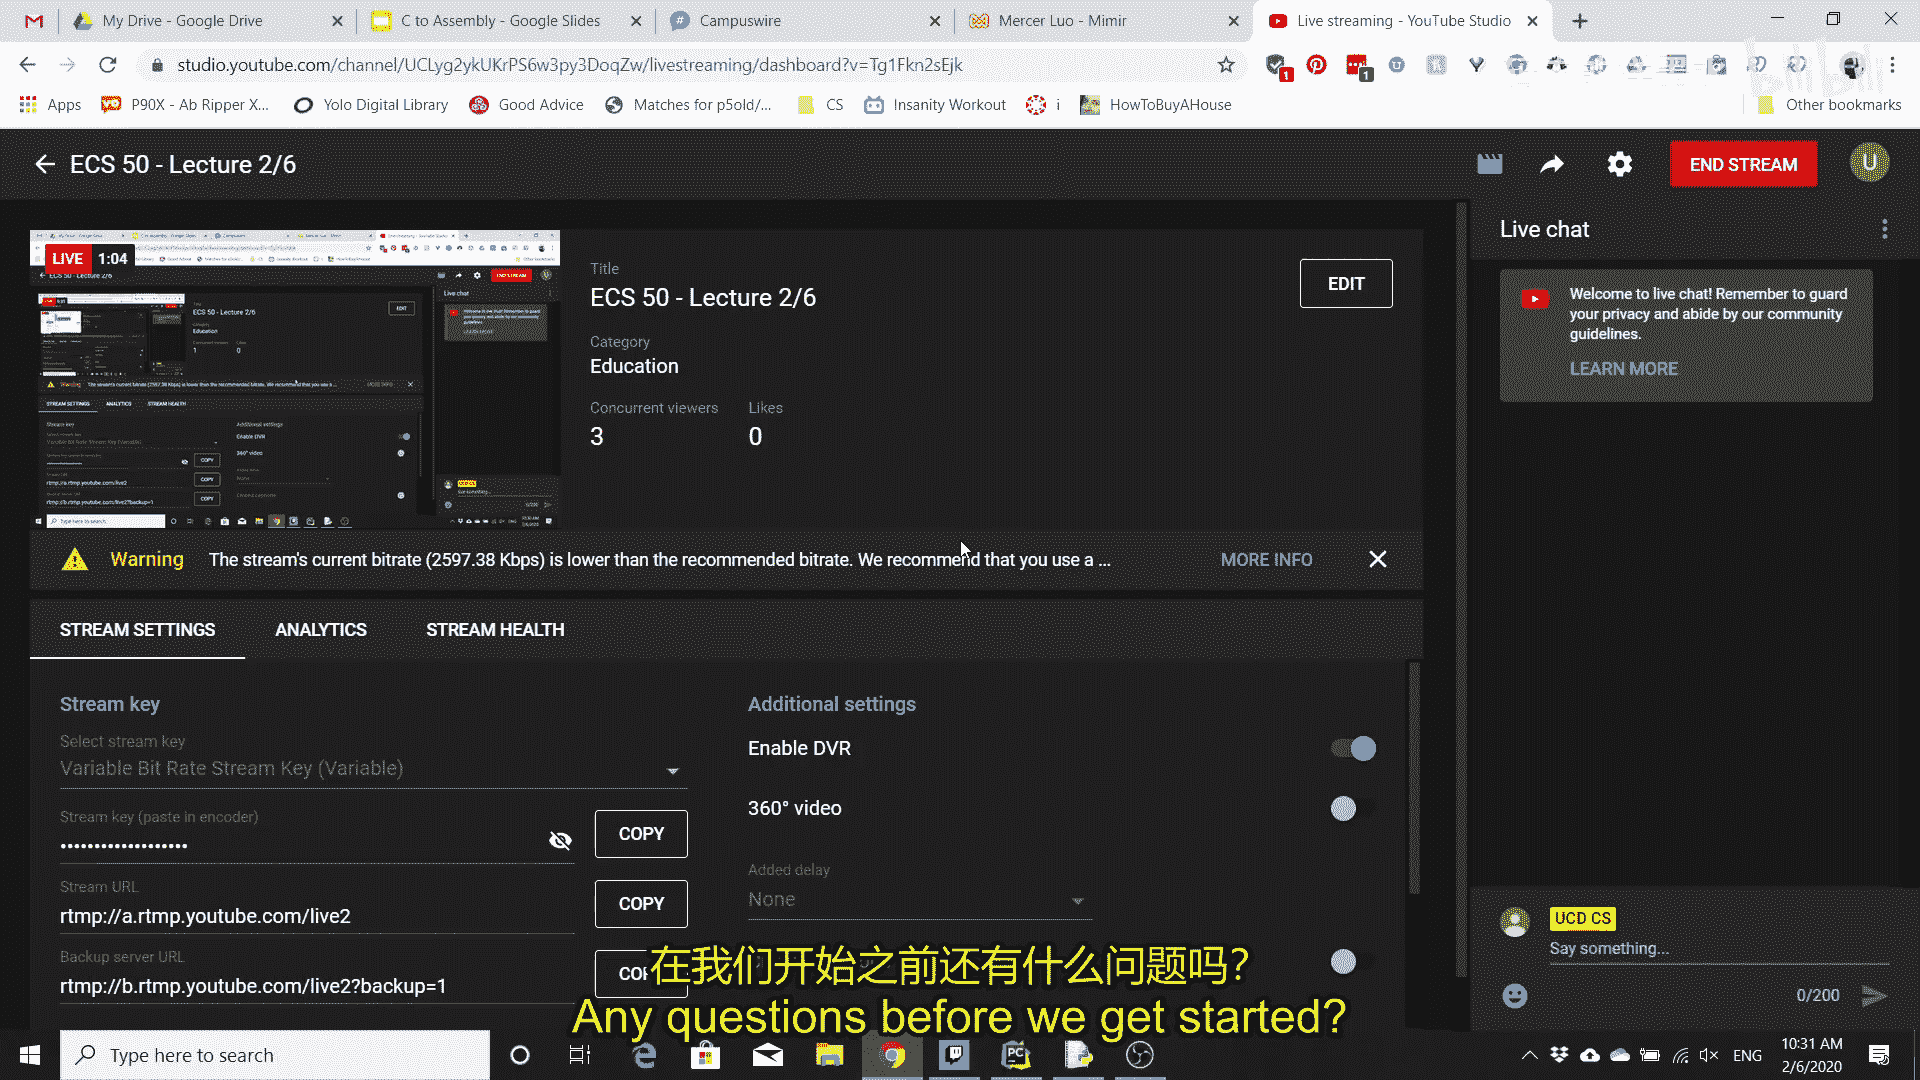 My Drive - Google Drive
C to Assembly - Google Slides
Campuswire
Mercer Luo - Mimir
Live streaming - YouTube Studio
studio.youtube.com/channel/UCLyg2ykUKrPS6w3py3DoqZw/livestreaming/dashboard?v=Tg1Fkn2sEjk
1
1
bilibili
Apps
P90X - Ab Ripper X...
Yolo Digital Library
Good Advice
Matches for p5old/...
CS
Insanity Workout
i
HowToBuyAHouse
Other bookmarks
ECS 50 - Lecture 2/6
END STREAM
U
LIVE 1:04
Title
ECS 50 - Lecture 2/6
EDIT
Category
Education
Concurrent viewers
Likes
3
0
Live chat
Welcome to live chat! Remember to guard
your privacy and abide by our community
guidelines.
LEARN MORE
Warning
The stream's current bitrate (2597.38 Kbps) is lower than the recommended bitrate. We recommend that you use a ...
MORE INFO
STREAM SETTINGS
ANALYTICS
STREAM HEALTH
Stream key
Select stream key
Variable Bit Rate Stream Key (Variable)
Stream key (paste in encoder)
••••••••••••••••••••
COPY
Stream URL
rtmp://a.rtmp.youtube.com/live2
COPY
Backup server URL
rtmp://b.rtmp.youtube.com/live2?backup=1
Additional settings
Enable DVR
360° video
Added delay
None
UCD CS
Say something...
0/200
在我们开始之前还有什么问题吗?
Any questions before we get started?
Type here to search
ENG
10:31 AM
2/6/2020